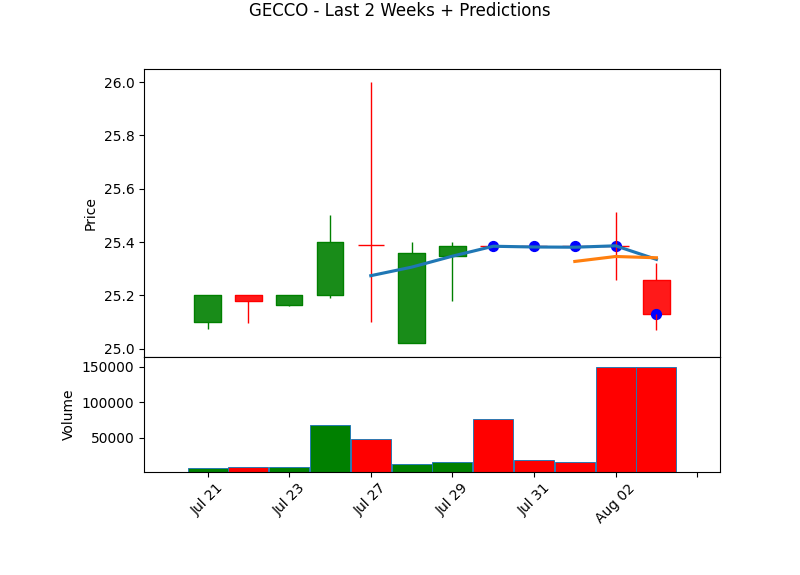 GECCO - Last 2 Weeks + Predictions
26.0
25.8
25.6
25.4
25.2
25.0
Price
150000
100000
50000
Volume
Jul 21
Jul 23
Jul 27
Jul 29
Jul 31
Aug 02